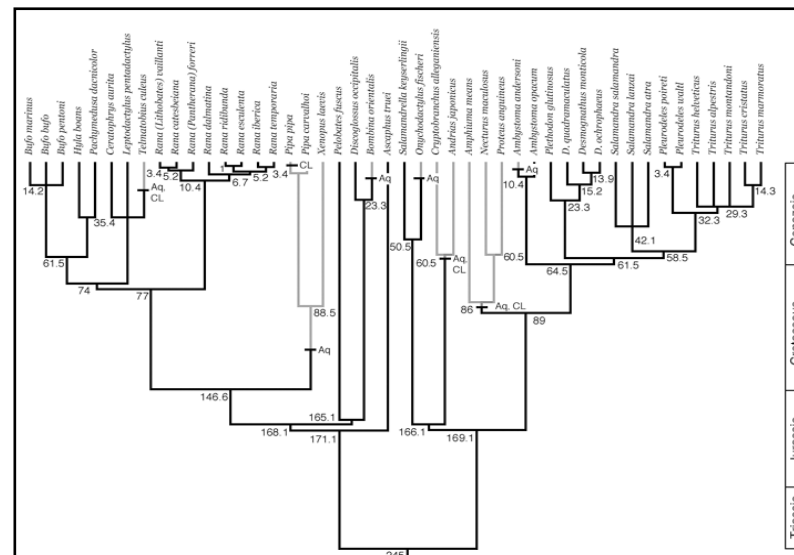 Bufo marinus
Bufo bufo
Bufo pentoni
Hyla boans
Pachymedusa dacnicolor
Ceratophrys aurita
Leptodactylus pentadactylus
Telmatobius culeus
Rana (Lithobates) vaillanti
Rana catesbeiana
Rana (Pantherana) forreri
Rana dalmatina
Rana ridibunda
Rana esculenta
Rana iberica
Rana temporaria
Pipa pipa
Pipa carvalhoi
Xenopus laevis
Pelobates fuscus
Discoglossus occipitalis
Bombina orientalis
Ascaphus truei
Salamandrella keyserlingii
Onychodactylus fischeri
Cryptobranchus alleganiensis
Andrias japonicus
Amphiuma means
Necturus maculosus
Proteus anguineus
Ambystoma andersoni
Ambystoma opacum
Plethodon glutinosus
D. quadramaculatus
Desmognathus monticola
D. ochrophaeus
Salamandra salamandra
Salamandra lanzai
Salamandra atra
Pleurodeles poireti
Pleurodeles waltl
Triturus helveticus
Triturus alpestris
Triturus montandoni
Triturus cristatus
Triturus marmoratus
14.2
61.5
74
35.4
77
Aq,
CL
3.4
5.2
10.4
1
6.7
5.2
3.4
CL
88.5
Aq
146.6
165.1
168.1
171.1
Aq
23.3
Aq
50.5
60.5
Aq,
CL
166.1
169.1
86
Aq, CL
60.5
89
Aq
10.4
64.5
23.3
15.2
13.9
61.5
42.1
58.5
3.4
32.3
29.3
14.3
245
Cenozoic
Cretaceous
Jurassic
Triassic